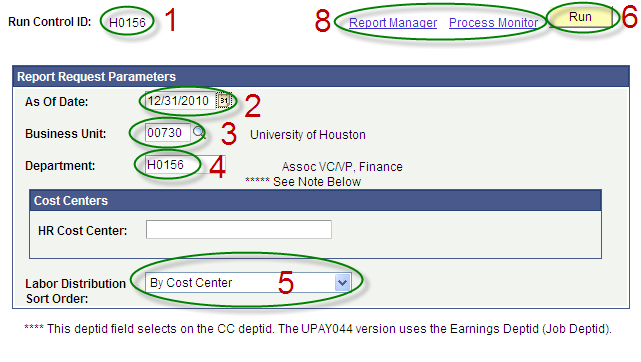 Run Control ID: H0156 1 8 Report Manager Process Monitor Run 6
Report Request Parameters
As Of Date: 12/31/2010 31 2
Business Unit: 00730 3 University of Houston
Department: H0156 4 Assoc VC/VP, Finance
***** See Note Below
Cost Centers
HR Cost Center:
Labor Distribution Sort Order: By Cost Center 5
**** This deptid field selects on the CC deptid. The UPAY044 version uses the Earnings Deptid (Job Deptid).